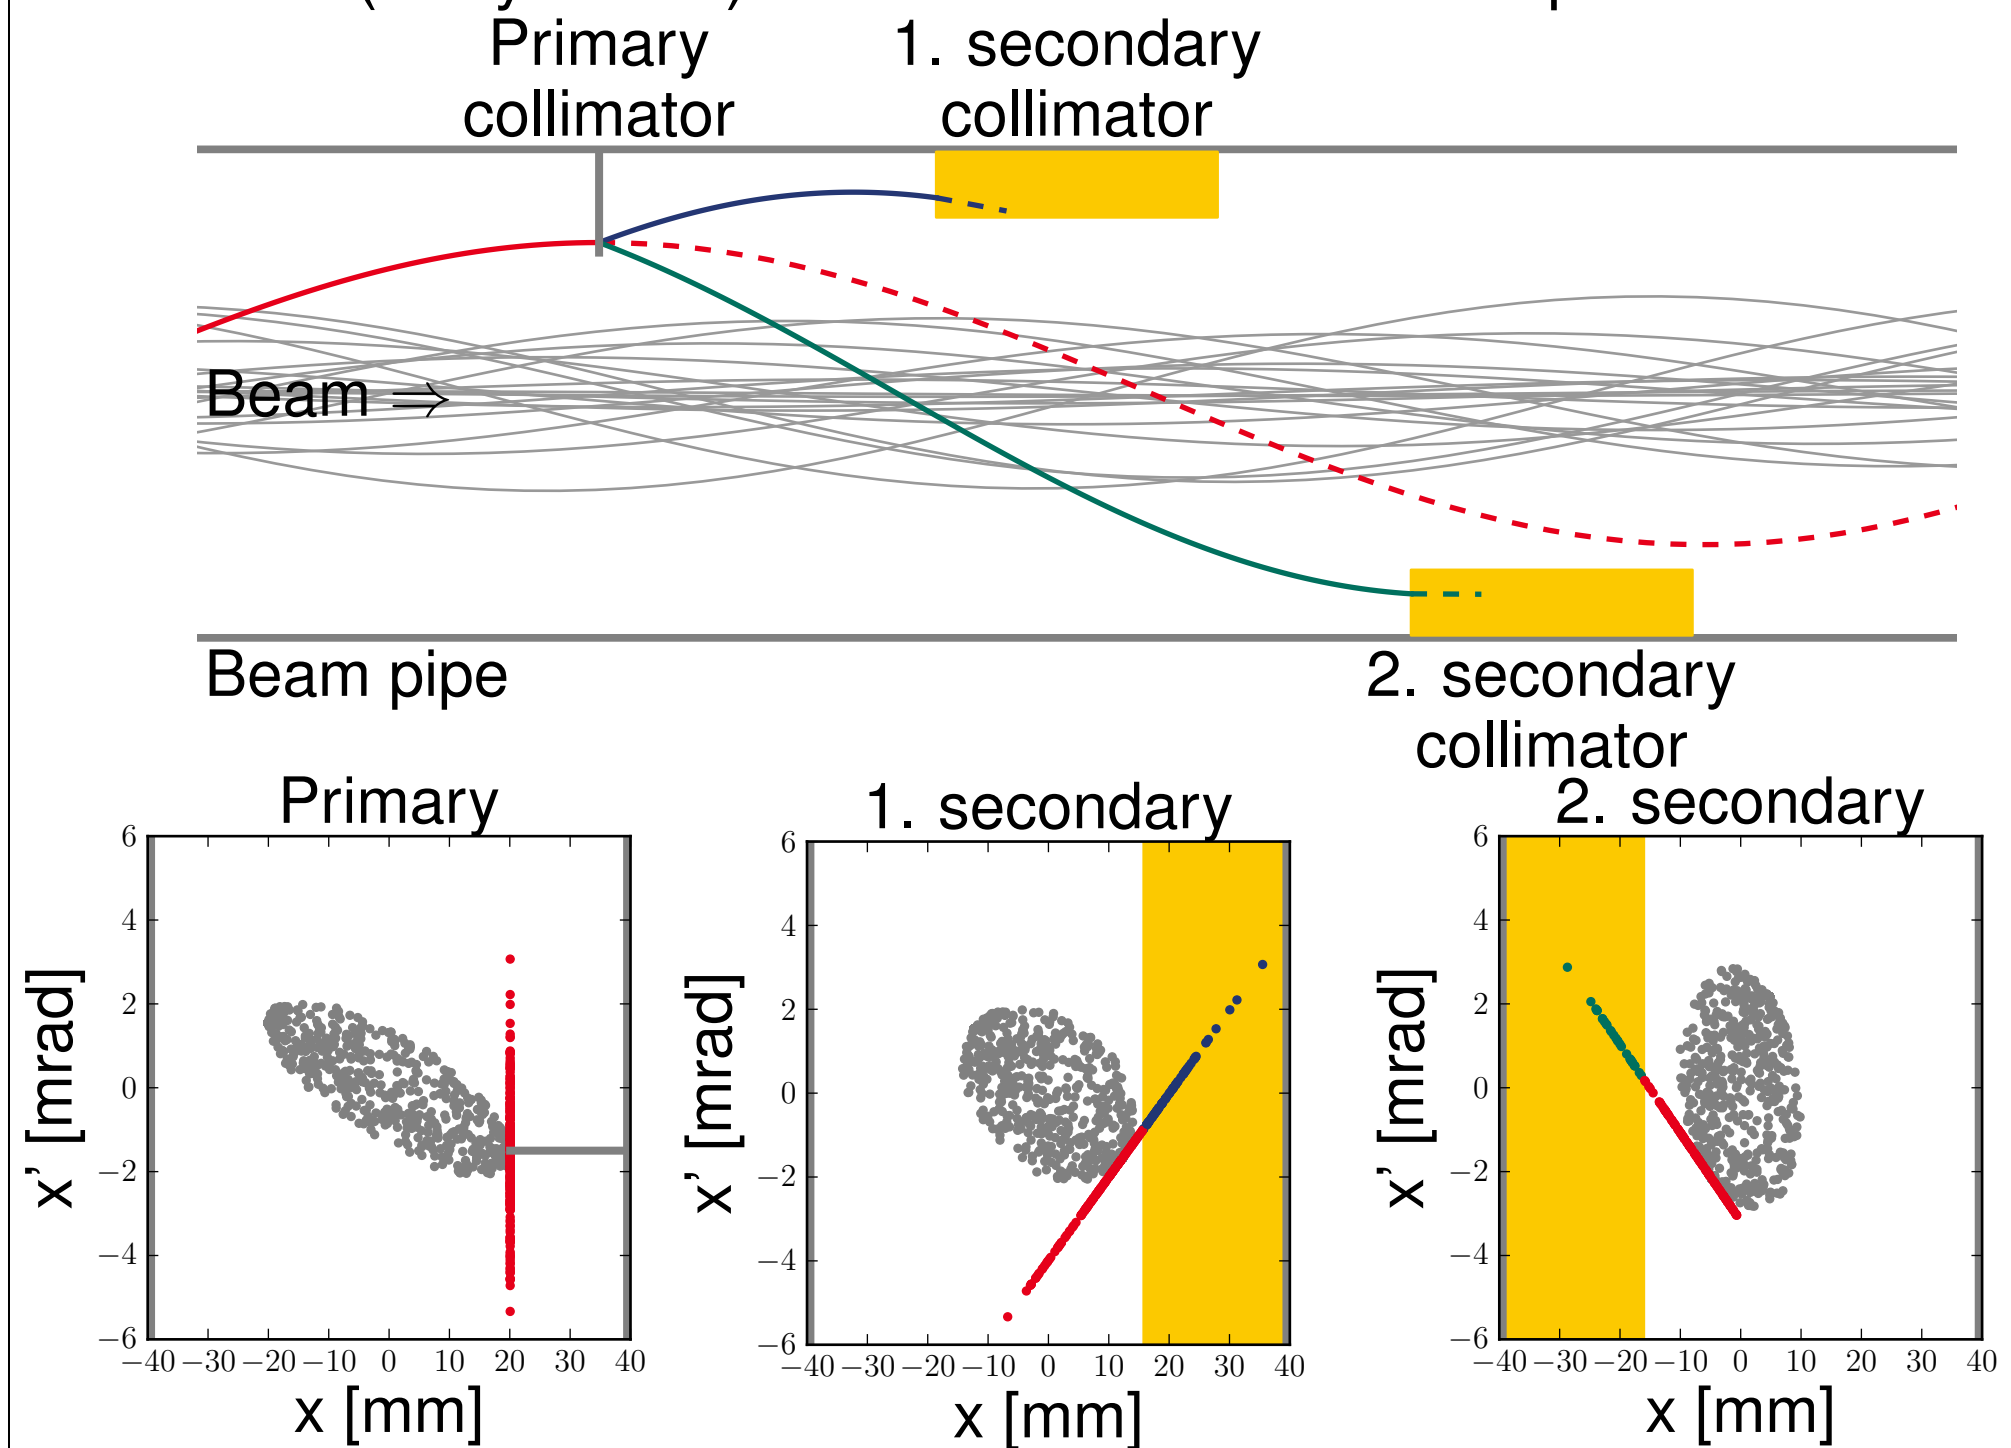 Primary
collimator
1. secondary
collimator
Beam ⇒
Beam pipe
2. secondary
collimator
Primary
6
4
2
0
−2
−4
−6
−40 −30 −20 −10 0 10 20 30 40
x' [mrad]
x [mm]
1. secondary
6
4
2
0
−2
−4
−6
−40 −30 −20 −10 0 10 20 30 40
x' [mrad]
x [mm]
2. secondary
6
4
2
0
−2
−4
−6
−40 −30 −20 −10 0 10 20 30 40
x' [mrad]
x [mm]